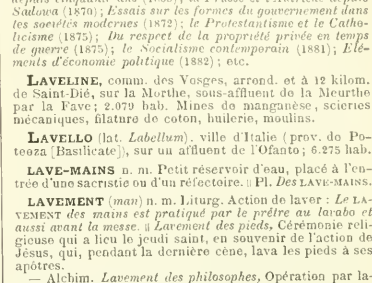 Sadowa (1870); Essais sur les formes du gouvernement dans
les sociétés modernes (1872); le Protestantisme et le Catho-
licisme (1875); Du respect de la propriété privée en temps
de guerre (1875); le Socialisme contemporain (1881); Elé-
ments d'économie politique (1882); etc.
LAVELINE, comm. des Vosges, arrond. et à 12 kilom.
de Saint-Dié, sur la Morthe, sous-affluent de la Meurthe
par la Fave; 2.079 hab. Mines de manganèse, scieries
mécaniques, filature de coton, huilerie, moulins.
LAVELLO (lat. Labellum). ville d'Italie (prov. de Po-
tenza [Basilicate]), sur un affluent de l'Ofanto; 6.275 hab.
LAVE-MAINS n. m. Petit réservoir d'eau, placé à l'en-
trée d'une sacristie ou d'un réfectoire. || Pl. Des LAVE-MAINS.
LAVEMENT (man) n. m. Liturg. Action de laver : Le LA-
VEMENT des mains est pratiqué par le prêtre au lavabo et
aussi avant la messe. || Lavement des pieds, Cérémonie reli-
gieuse qui a lieu le jeudi saint, en souvenir de l'action de
Jésus, qui, pendant la dernière cène, lava les pieds à ses
apôtres.
— Alchim. Lavement des philosophes, Opération par la-